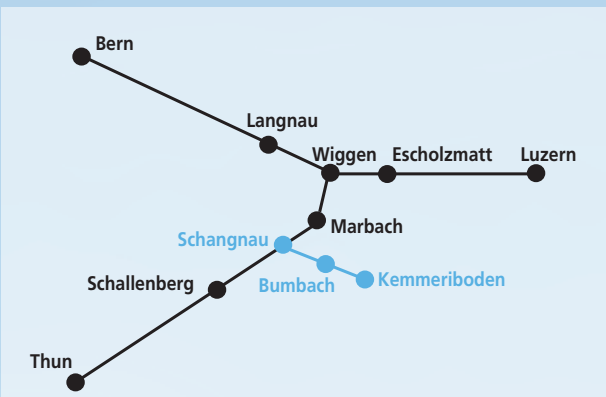 Bern
Langnau
Wiggen Escholzmatt Luzern
Marbach
Schangnau
Schallenberg
Bumbach
Kemmeriboden
Thun